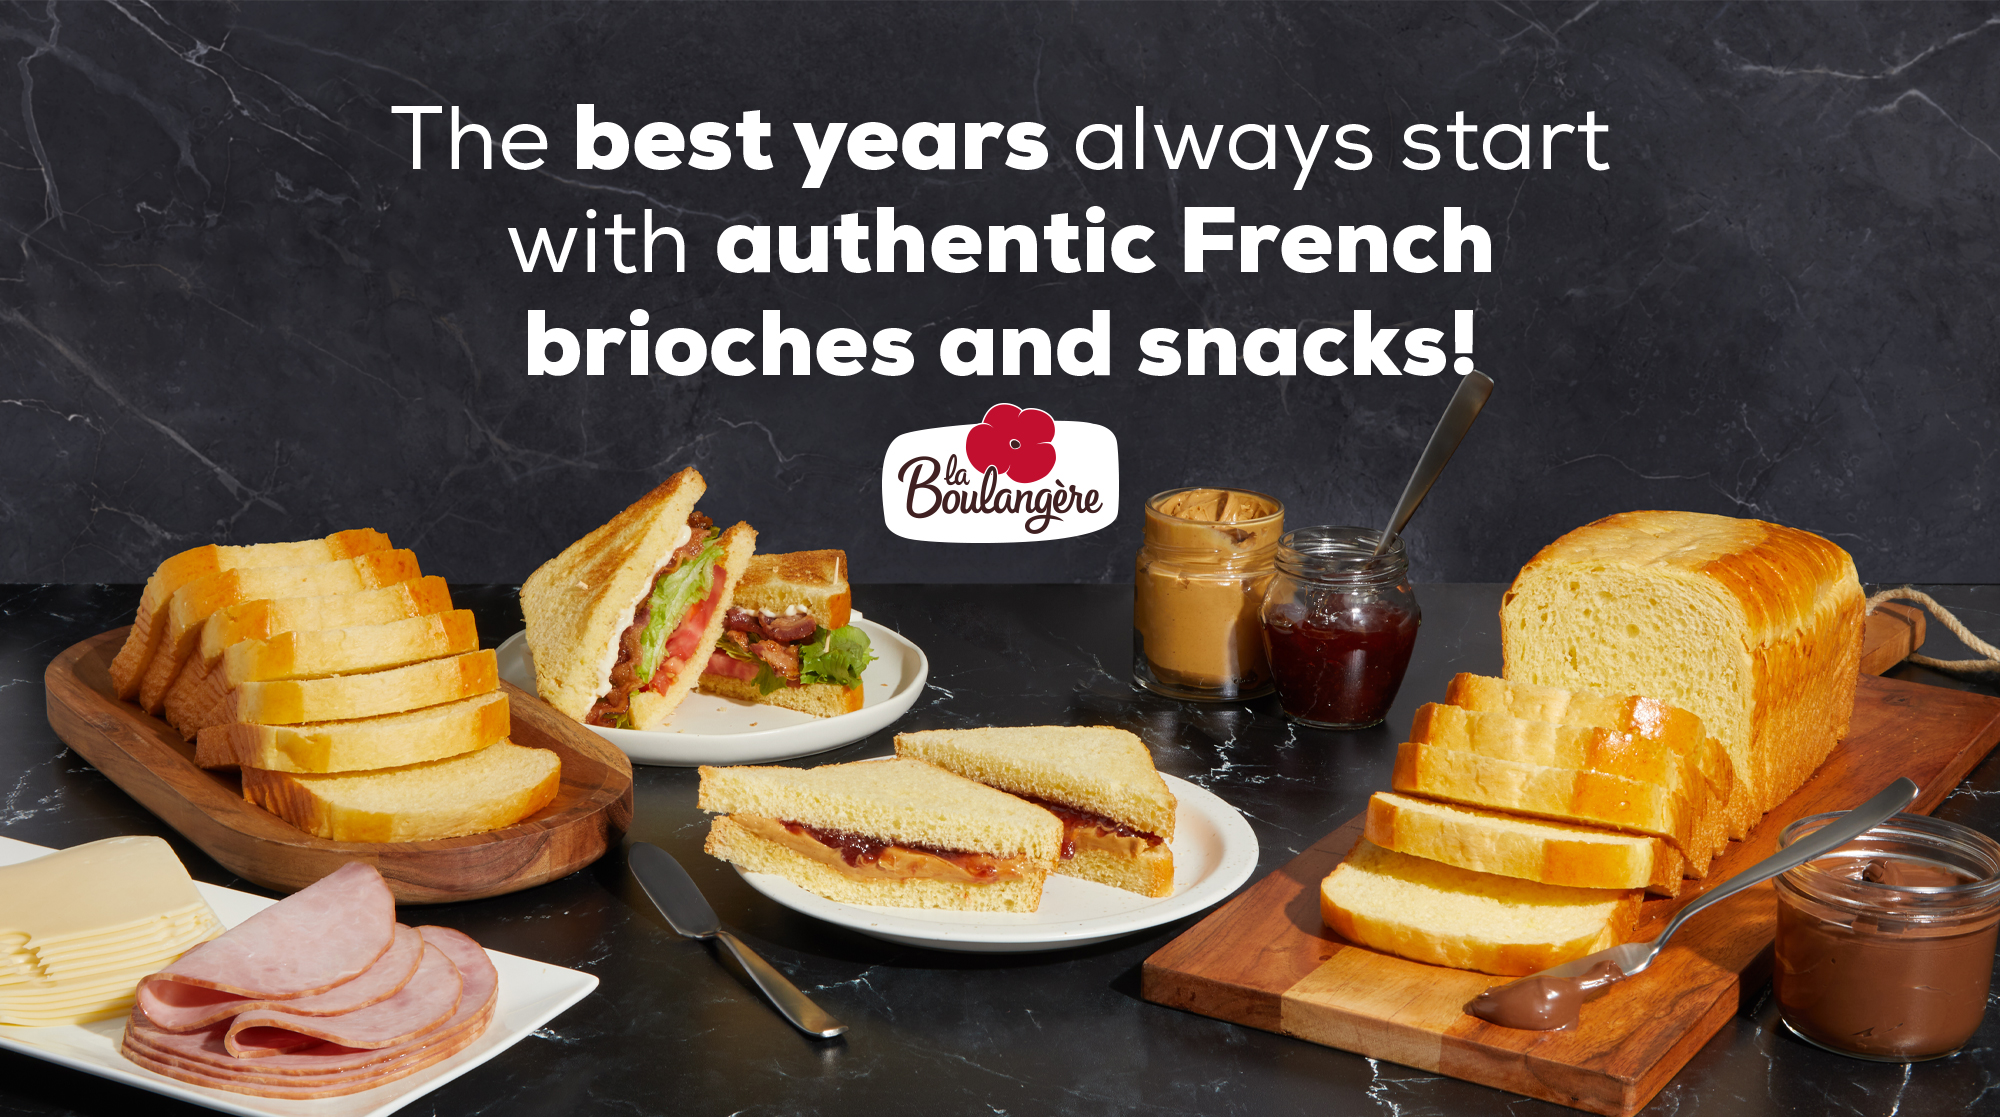 The best years always start
with authentic French
brioches and snacks!
la
Boulangère